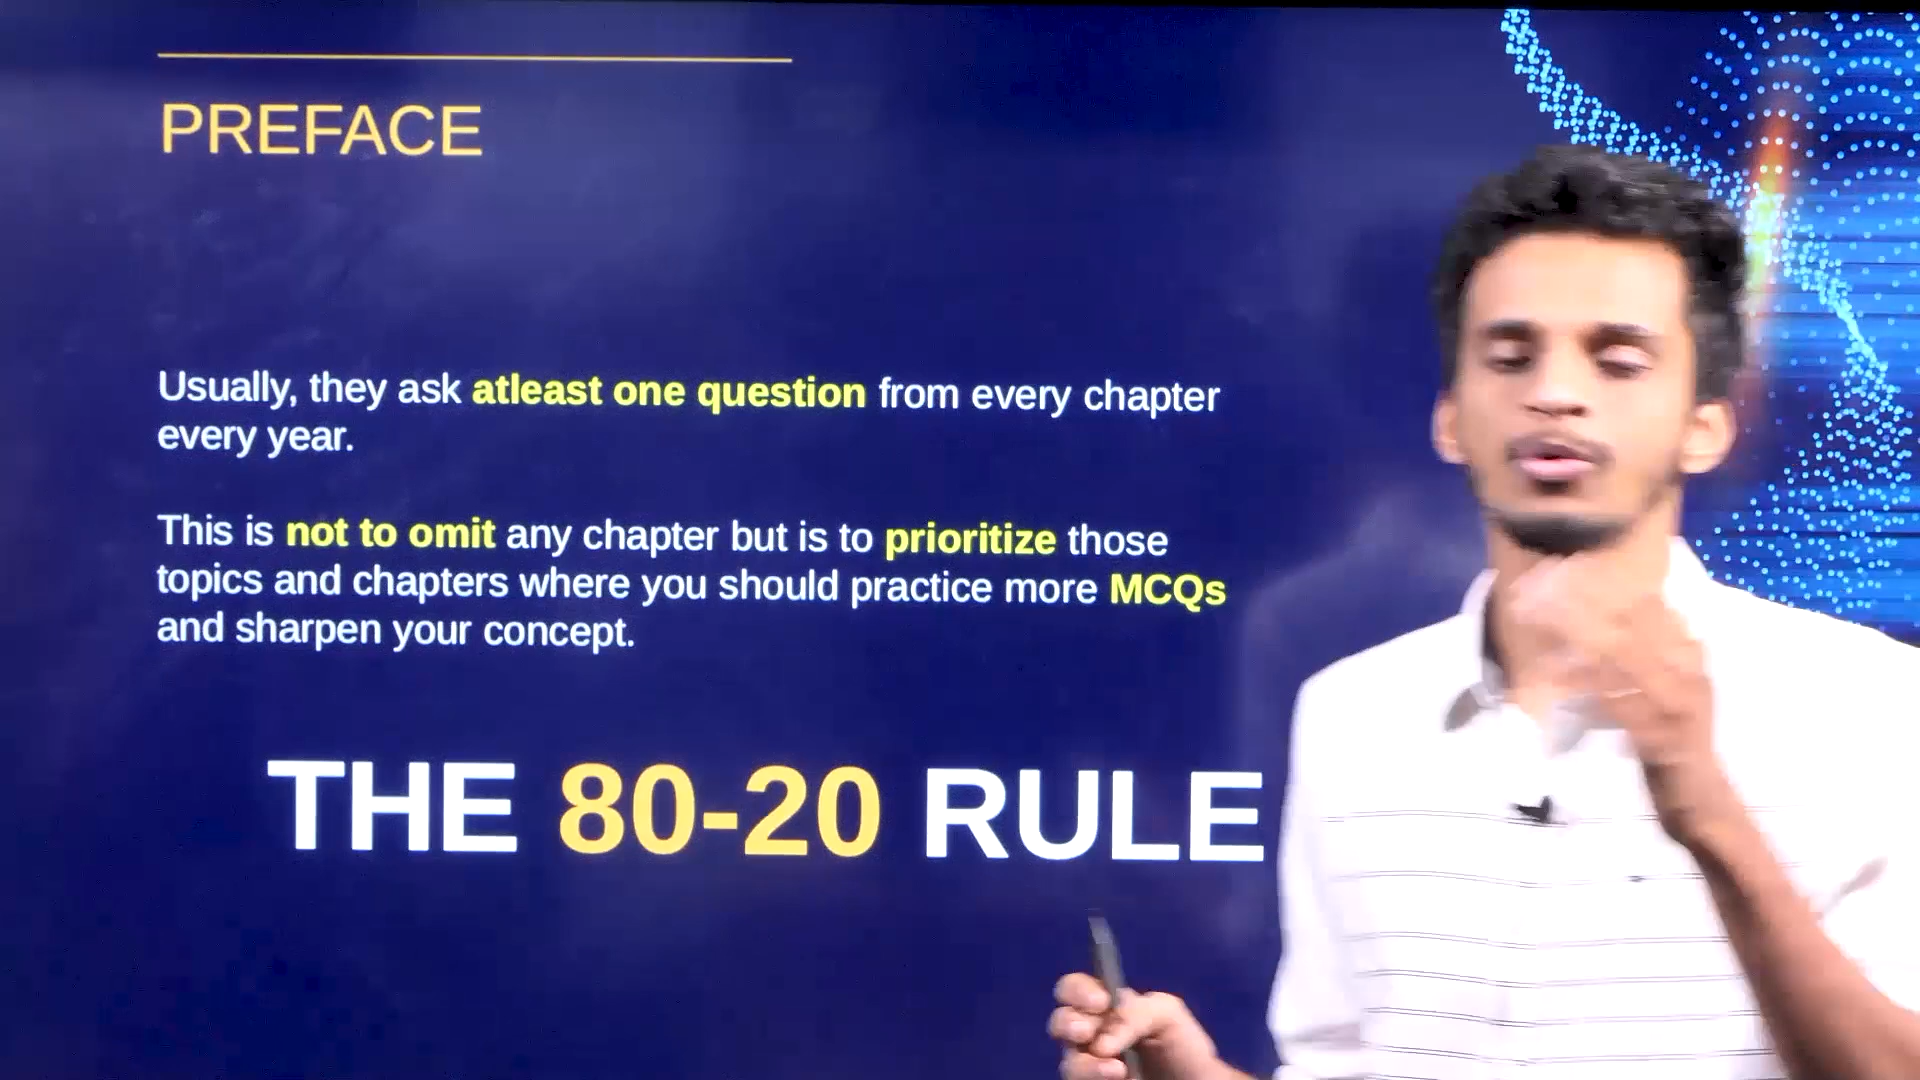 PREFACE
Usually, they ask atleast one question from every chapter
every year.
This is not to omit any chapter but is to prioritize those
topics and chapters where you should practice more MCQs
and sharpen your concept.
THE 80-20 RULE